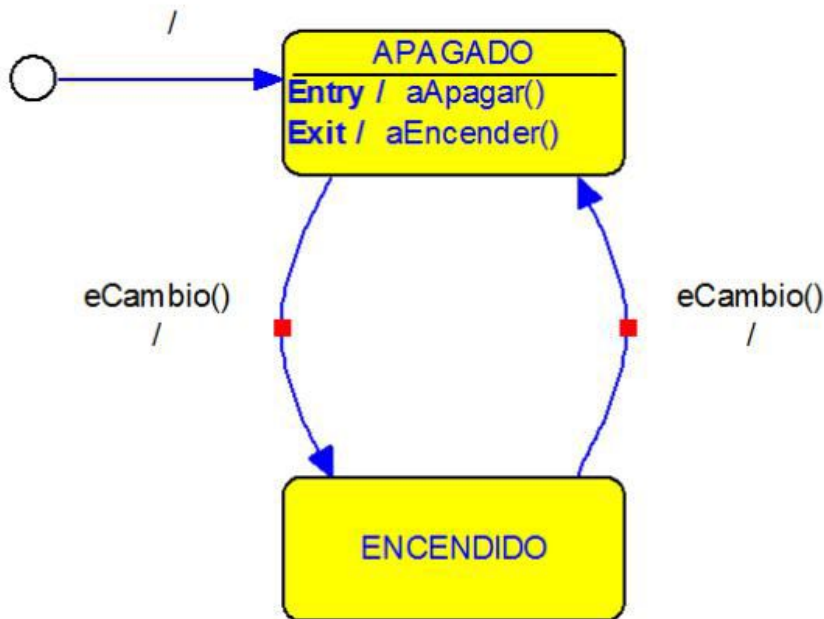 /
APAGADO
Entry / aApagar()
Exit / aEncender()
eCambio()
/
eCambio()
/
ENCENDIDO